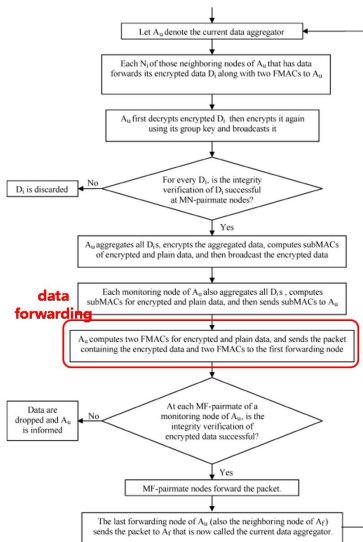 Let Au denote the current data aggregator
Each Ni of those neighboring nodes of Au that has data
forwards its encrypted data Di along with two FMACs to Au
Au first decrypts encrypted Di then encrypts it again
using its group key and broadcasts it
For every Di, is the integrity
verification of Di successful
at MN-pairmate nodes?
No
Di is discarded
Yes
Au aggregates all Dis, encrypts the aggregated data, computes subMACs
of encrypted and plain data, and then broadcast the encrypted data
Each monitoring node of Au also aggregates all Dis , computes
subMACs for encrypted and plain data, and then sends subMACs to Au
data
forwarding
Au computes two FMACs for encrypted and plain data, and sends the packet
containing the encrypted data and two FMACs to the first forwarding node
At each MF-pairmate of a
monitoring node of Au, is the
integrity verification of
encrypted data successful?
No
Data are
dropped and Au
is informed
Yes
MF-pairmate nodes forward the packet.
The last forwarding node of Au (also the neighboring node of Af)
sends the packet to Af that is now called the current data aggregator.